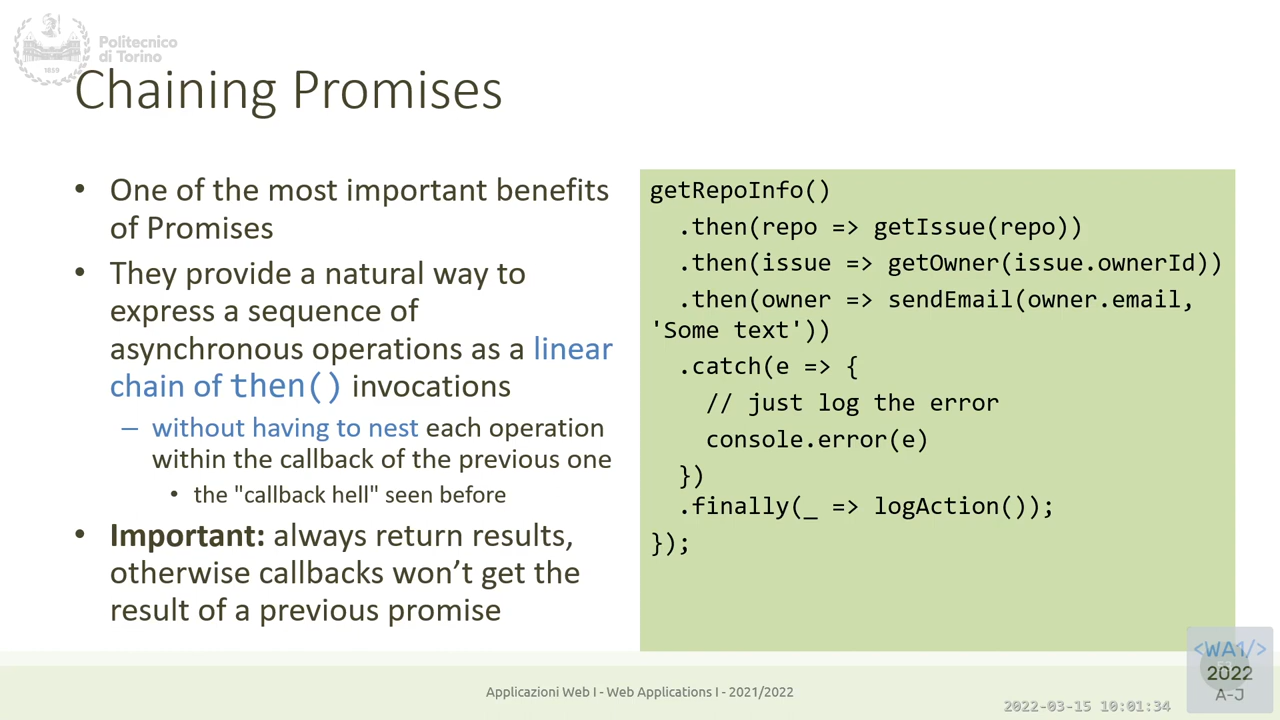 Politecnico
di Torino
1859
Chaining Promises
• One of the most important benefits
of Promises
• They provide a natural way to
express a sequence of
asynchronous operations as a linear
chain of then() invocations
– without having to nest each operation
within the callback of the previous one
• the "callback hell" seen before
• Important: always return results,
otherwise callbacks won't get the
result of a previous promise
getRepoInfo()
  .then(repo => getIssue(repo))
  .then(issue => getOwner(issue.ownerId))
  .then(owner => sendEmail(owner.email,
'Some text'))
  .catch(e => {
    // just log the error
    console.error(e)
  })
  .finally(_ => logAction());
});
Applicazioni Web I - Web Applications I - 2021/2022
2022-03-15 10:01:34
<WA1/>
2022
A-J